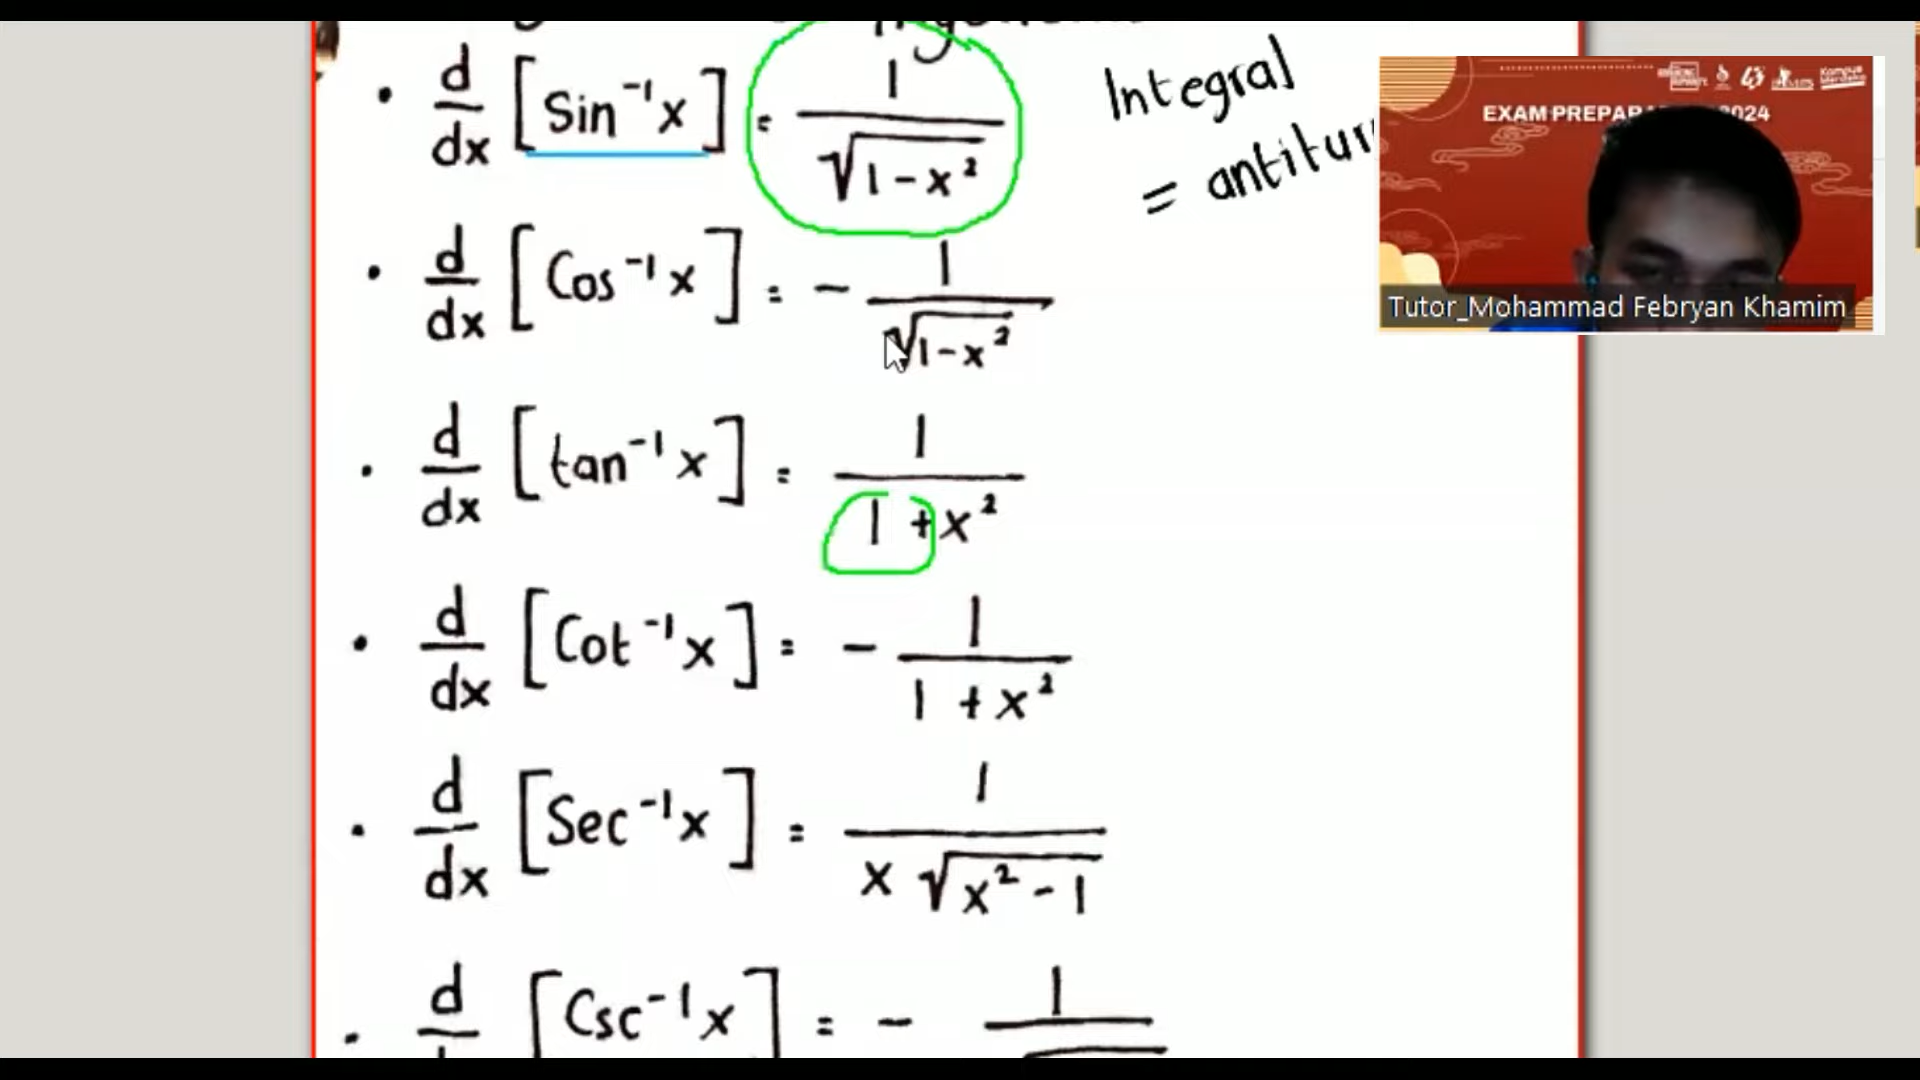 • d/dx [Sin⁻¹x] = 1/√(1-x²)
Integral
= antitur
EXAM PREPAR 2024
Tutor_Mohammad Febryan Khamim
• d/dx [Cos⁻¹x] = - 1/√(1-x²)
• d/dx [tan⁻¹x] = 1/(1+x²)
• d/dx [Cot⁻¹x] = - 1/(1+x²)
• d/dx [Sec⁻¹x] = 1/(x√(x²-1))
• d [Csc⁻¹x] = - 1